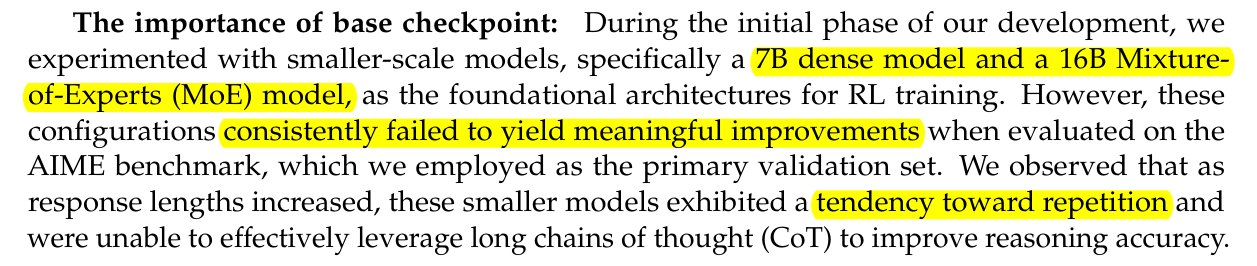 The importance of base checkpoint: During the initial phase of our development, we
experimented with smaller-scale models, specifically a 7B dense model and a 16B Mixture-
of-Experts (MoE) model, as the foundational architectures for RL training. However, these
configurations consistently failed to yield meaningful improvements when evaluated on the
AIME benchmark, which we employed as the primary validation set. We observed that as
response lengths increased, these smaller models exhibited a tendency toward repetition and
were unable to effectively leverage long chains of thought (CoT) to improve reasoning accuracy.